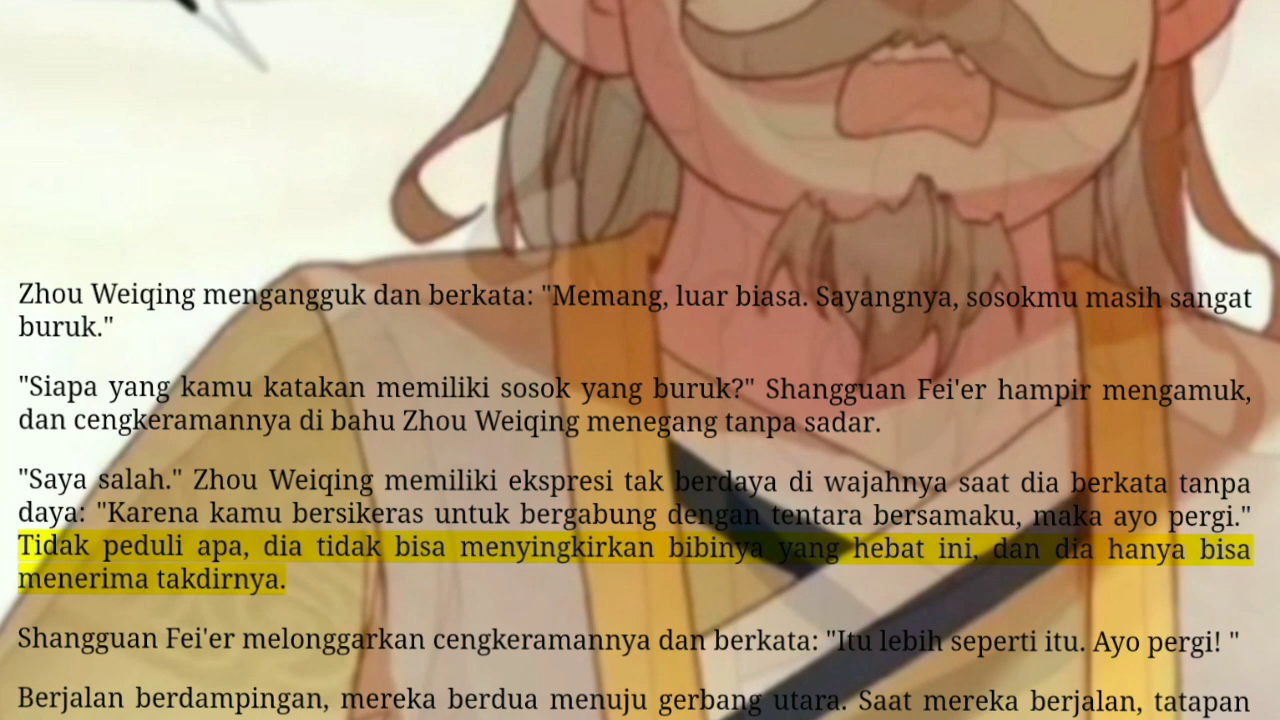 Zhou Weiqing mengangguk dan berkata: "Memang, luar biasa. Sayangnya, sosokmu masih sangat
buruk."
"Siapa yang kamu katakan memiliki sosok yang buruk?" Shangguan Fei'er hampir mengamuk,
dan cengkeramannya di bahu Zhou Weiqing menegang tanpa sadar.
"Saya salah." Zhou Weiqing memiliki ekspresi tak berdaya di wajahnya saat dia berkata tanpa
daya: "Karena kamu bersikeras untuk bergabung dengan tentara bersamaku, maka ayo pergi."
Tidak peduli apa, dia tidak bisa menyingkirkan bibinya yang hebat ini, dan dia hanya bisa
menerima takdirnya.
Shangguan Fei'er melonggarkan cengkeramannya dan berkata: "Itu lebih seperti itu. Ayo pergi! "
Berjalan berdampingan, mereka berdua menuju gerbang utara. Saat mereka berjalan, tatapan